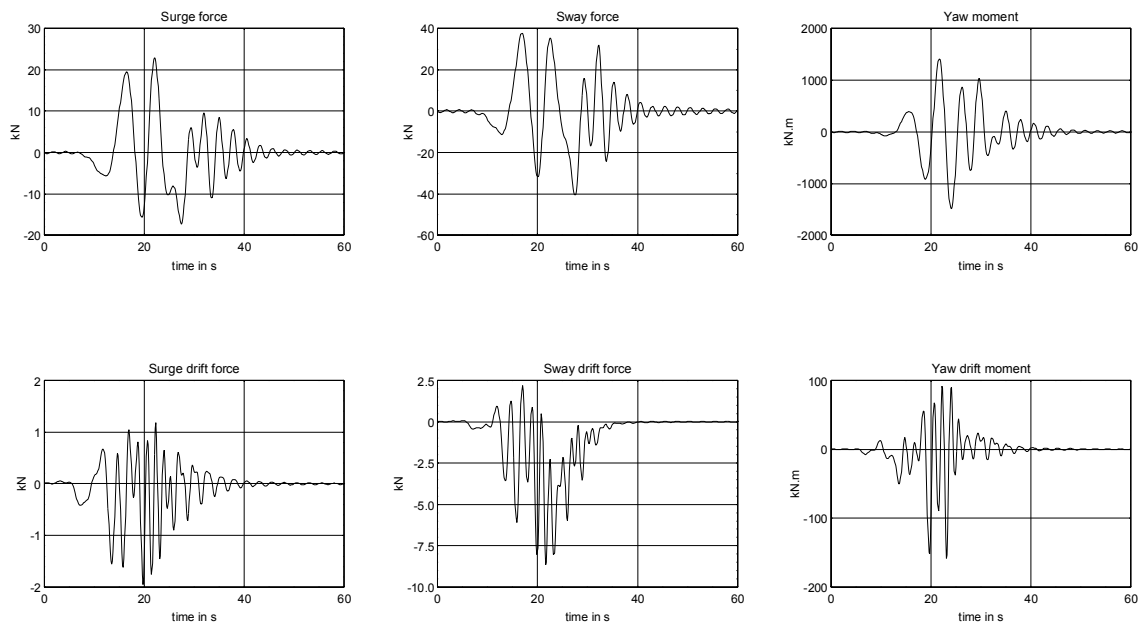 Surge force
30
20
10
0
-10
-20
kN
0 20 40 60
time in s
Sway force
40
20
0
-20
-40
-60
kN
0 20 40 60
time in s
Yaw moment
2000
1000
0
-1000
-2000
kN.m
0 20 40 60
time in s
Surge drift force
2
1
0
-1
-2
kN
0 20 40 60
time in s
Sway drift force
2.5
0
-2.5
-5.0
-7.5
-10.0
kN
0 20 40 60
time in s
Yaw drift moment
100
0
-100
-200
kN.m
0 20 40 60
time in s